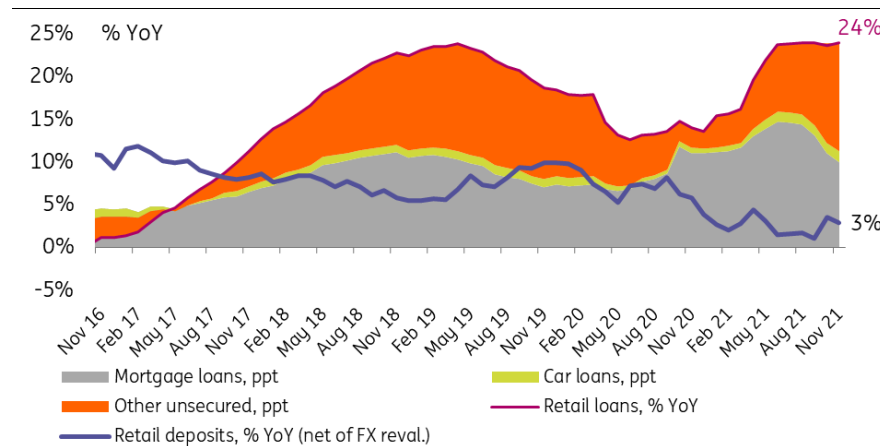 % YoY
24%
25%
20%
15%
10%
5%
0%
-5%
3%
Nov 16 Feb 17 May 17 Aug 17 Nov 17 Feb 18 May 18 Aug 18 Nov 18 Feb 19 May 19 Aug 19 Nov 19 Feb 20 May 20 Aug 20 Nov 20 Feb 21 May 21 Aug 21 Nov 21
Mortgage loans, ppt Car loans, ppt
Other unsecured, ppt Retail loans, % YoY
Retail deposits, % YoY (net of FX reval.)